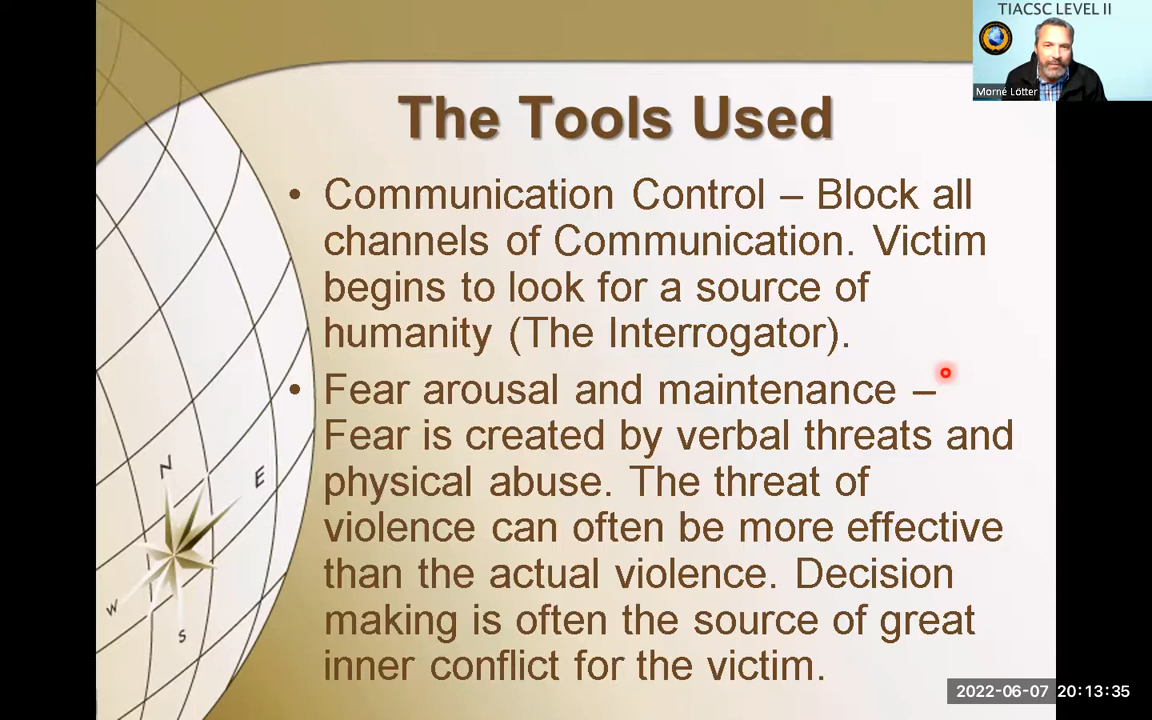 TIACSC LEVEL II
Morné Lötter
The Tools Used
• Communication Control – Block all
channels of Communication. Victim
begins to look for a source of
humanity (The Interrogator).
• Fear arousal and maintenance –
Fear is created by verbal threats and
physical abuse. The threat of
violence can often be more effective
than the actual violence. Decision
making is often the source of great
inner conflict for the victim.
N
E
W
S
2022-06-07 20:13:35